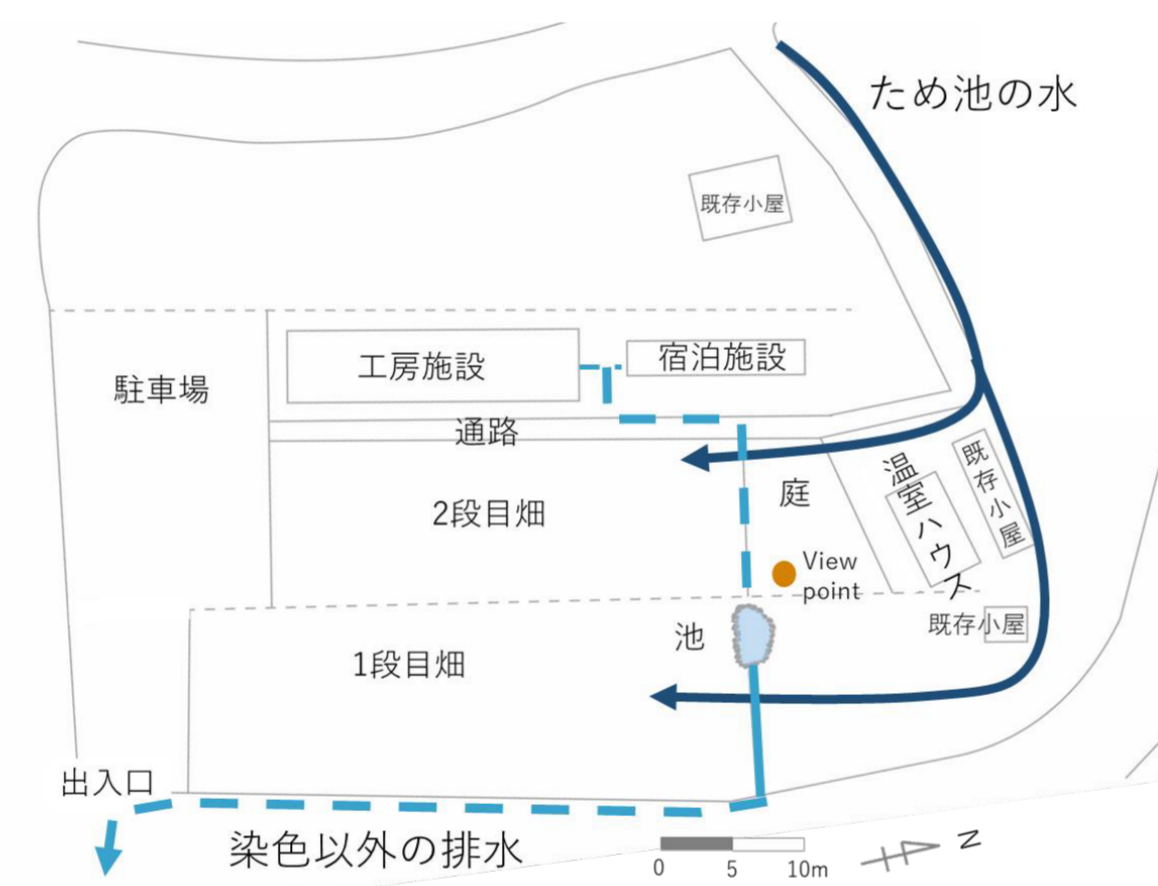 ため池の水
既存小屋
工房施設
宿泊施設
駐車場
通路
2段目畑
庭
温室ハウス
既存小屋
View
point
池
既存小屋
1段目畑
出入口
染色以外の排水
0 5 10m
N